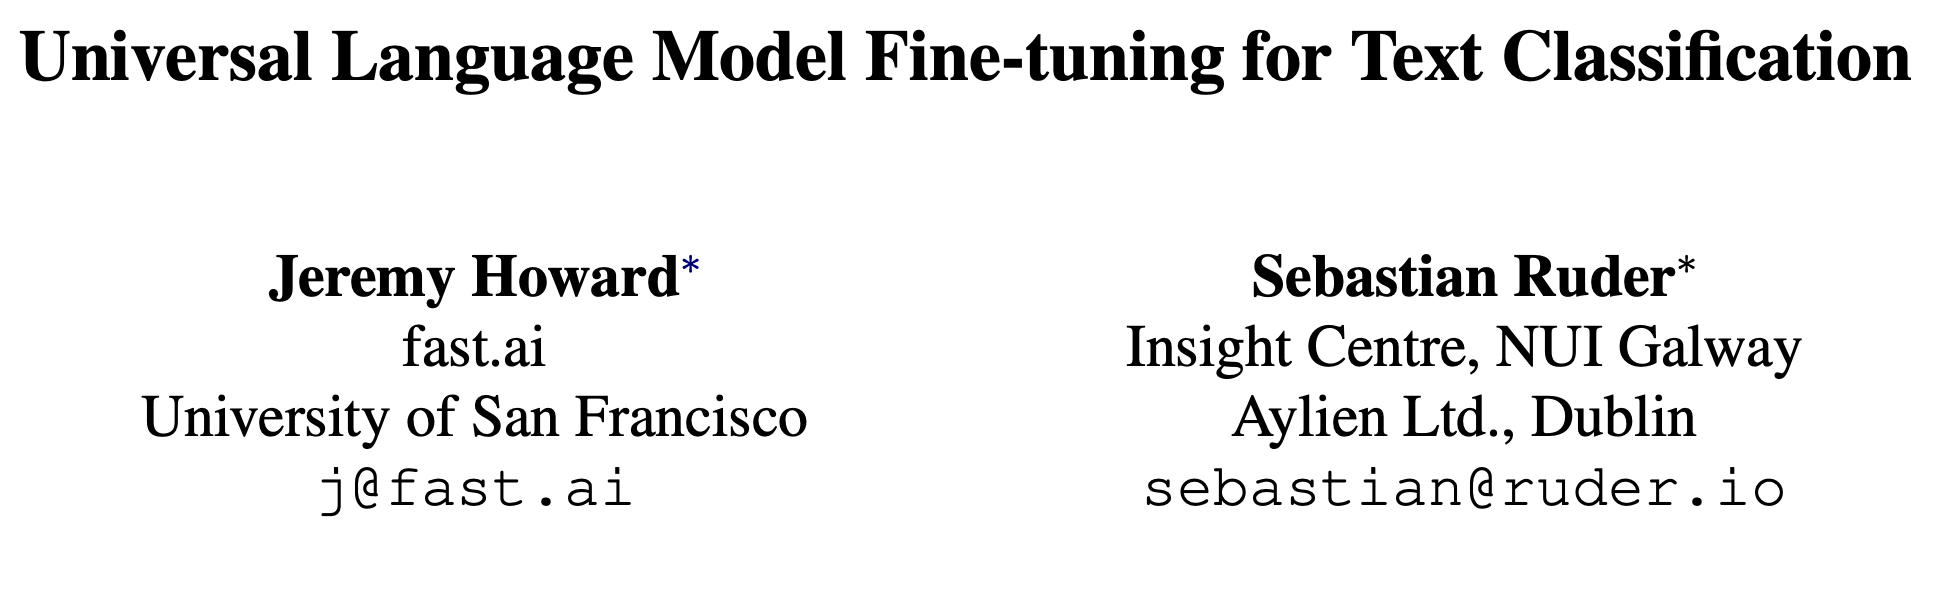 Universal Language Model Fine-tuning for Text Classification
Jeremy Howard*
fast.ai
University of San Francisco
j@fast.ai
Sebastian Ruder*
Insight Centre, NUI Galway
Aylien Ltd., Dublin
sebastian@ruder.io